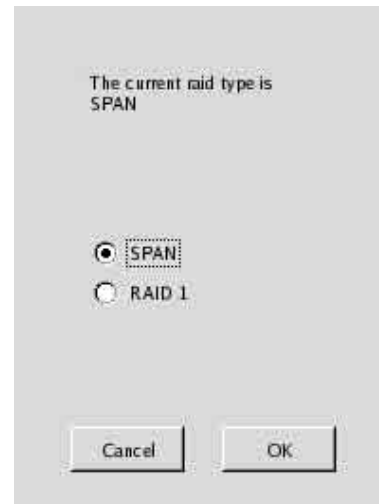 The current raid type is
SPAN
SPAN
RAID 1
Cancel
OK